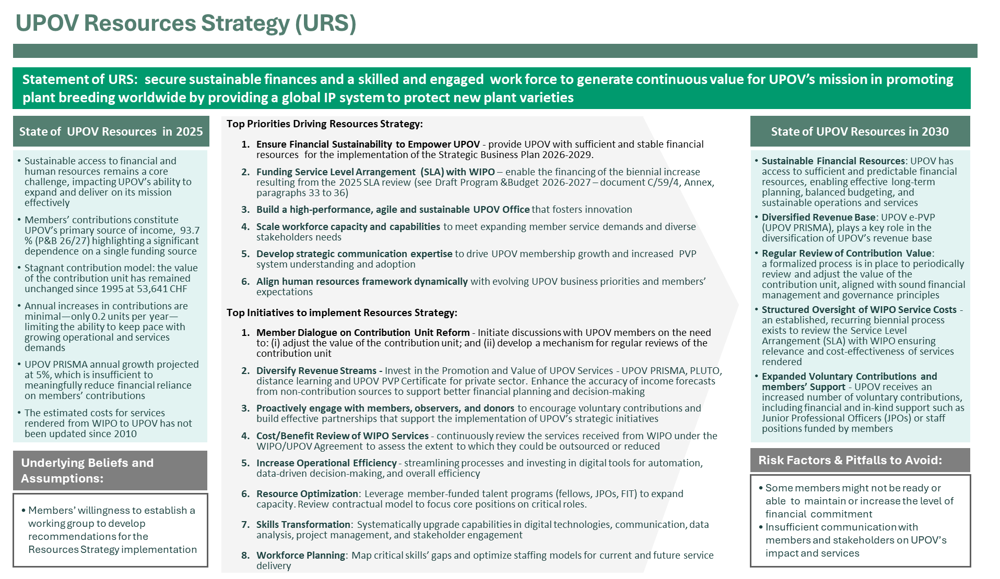 UPOV Resources Strategy (URS)
Statement of URS: secure sustainable finances and a skilled and engaged work force to generate continuous value for UPOV's mission in promoting
plant breeding worldwide by providing a global IP system to protect new plant varieties
State of UPOV Resources in 2025
• Sustainable access to financial and
human resources remains a core
challenge, impacting UPOV's ability to
expand and deliver on its mission
effectively
• Members' contributions constitute
UPOV's primary source of income, 93.7
% (P&B 26/27) highlighting a significant
dependence on a single funding source
• Stagnant contribution model: the value
of the contribution unit has remained
unchanged since 1995 at 53,641 CHF
• Annual increases in contributions are
minimal—only 0.2 units per year—
limiting the ability to keep pace with
growing operational and services
demands
• UPOV PRISMA annual growth projected
at 5%, which is insufficient to
meaningfully reduce financial reliance
on members' contributions
• The estimated costs for services
rendered from WIPO to UPOV has not
been updated since 2010
Underlying Beliefs and
Assumptions:
• Members' willingness to establish a
working group to develop
recommendations for the
Resources Strategy implementation
Top Priorities Driving Resources Strategy:
1. Ensure Financial Sustainability to Empower UPOV - provide UPOV with sufficient and stable financial
resources for the implementation of the Strategic Business Plan 2026-2029.
2. Funding Service Level Arrangement (SLA) with WIPO – enable the financing of the biennial increase
resulting from the 2025 SLA review (see Draft Program &Budget 2026-2027 – document C/59/4, Annex,
paragraphs 33 to 36)
3. Build a high-performance, agile and sustainable UPOV Office that fosters innovation
4. Scale workforce capacity and capabilities to meet expanding member service demands and diverse
stakeholders needs
5. Develop strategic communication expertise to drive UPOV membership growth and increased PVP
system understanding and adoption
6. Align human resources framework dynamically with evolving UPOV business priorities and members'
expectations
Top Initiatives to implement Resources Strategy:
1. Member Dialogue on Contribution Unit Reform - Initiate discussions with UPOV members on the need
to: (i) adjust the value of the contribution unit; and (ii) develop a mechanism for regular reviews of the
contribution unit
2. Diversify Revenue Streams - Invest in the Promotion and Value of UPOV Services - UPOV PRISMA, PLUTO,
distance learning and UPOV PVP Certificate for private sector. Enhance the accuracy of income forecasts
from non-contribution sources to support better financial planning and decision-making
3. Proactively engage with members, observers, and donors to encourage voluntary contributions and
build effective partnerships that support the implementation of UPOV's strategic initiatives
4. Cost/Benefit Review of WIPO Services - continuously review the services received from WIPO under the
WIPO/UPOV Agreement to assess the extent to which they could be outsourced or reduced
5. Increase Operational Efficiency - streamlining processes and investing in digital tools for automation,
data-driven decision-making, and overall efficiency
6. Resource Optimization: Leverage member-funded talent programs (fellows, JPOs, FIT) to expand
capacity. Review contractual model to focus core positions on critical roles.
7. Skills Transformation: Systematically upgrade capabilities in digital technologies, communication, data
analysis, project management, and stakeholder engagement
8. Workforce Planning: Map critical skills' gaps and optimize staffing models for current and future service
delivery
State of UPOV Resources in 2030
• Sustainable Financial Resources: UPOV has
access to sufficient and predictable financial
resources, enabling effective long-term
planning, balanced budgeting, and
sustainable operations and services
• Diversified Revenue Base: UPOV e-PVP
(UPOV PRISMA), plays a key role in the
diversification of UPOV's revenue base
• Regular Review of Contribution Value:
a formalized process is in place to periodically
review and adjust the value of the
contribution unit, aligned with sound financial
management and governance principles
• Structured Oversight of WIPO Service Costs -
an established, recurring biennial process
exists to review the Service Level
Arrangement (SLA) with WIPO ensuring
relevance and cost-effectiveness of services
rendered
• Expanded Voluntary Contributions and
members' Support - UPOV receives an
increased number of voluntary contributions,
including financial and in-kind support such as
Junior Professional Officers (JPOs) or staff
positions funded by members
Risk Factors & Pitfalls to Avoid:
• Some members might not be ready or
able to maintain or increase the level of
financial commitment
• Insufficient communication with
members and stakeholders on UPOV's
impact and services